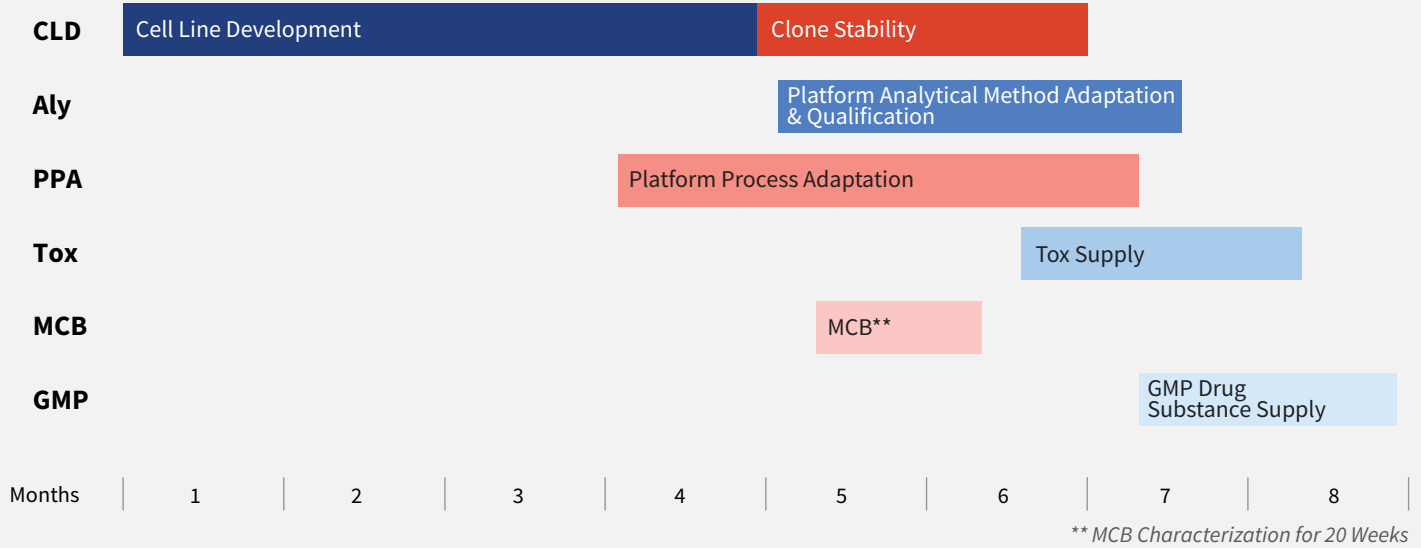 CLD Cell Line Development Clone Stability
Aly Platform Analytical Method Adaptation
& Qualification
PPA Platform Process Adaptation
Tox Tox Supply
MCB MCB**
GMP GMP Drug
Substance Supply
Months 1 2 3 4 5 6 7 8
** MCB Characterization for 20 Weeks